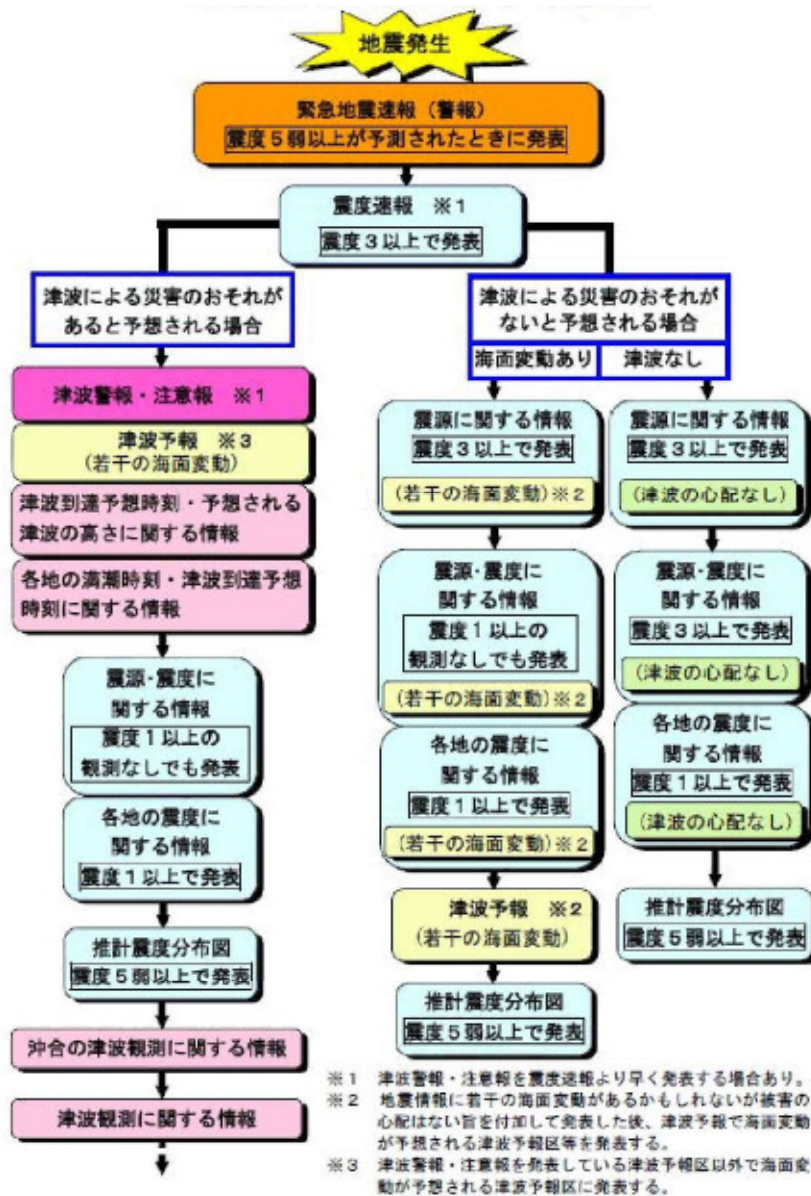 地震発生
緊急地震速報（警報）
震度５弱以上が予測されたときに発表
震度速報　※１
震度３以上で発表
津波による災害のおそれが
あると予想される場合
津波警報・注意報　※１
津波予報　※３
(若干の海面変動)
津波到達予想時刻・予想される
津波の高さに関する情報
各地の満潮時刻・津波到達予想
時刻に関する情報
震源・震度に
関する情報
震度１以上の
観測なしでも発表
各地の震度に
関する情報
震度１以上で発表
推計震度分布図
震度５弱以上で発表
沖合の津波観測に関する情報
津波観測に関する情報
津波による災害のおそれが
ないと予想される場合
海面変動あり
震源に関する情報
震度３以上で発表
(若干の海面変動)※２
震源・震度に
関する情報
震度１以上の
観測なしでも発表
(若干の海面変動)※２
各地の震度に
関する情報
震度１以上で発表
(若干の海面変動)※２
津波予報　※２
(若干の海面変動)
推計震度分布図
震度５弱以上で発表
津波なし
震源に関する情報
震度３以上で発表
(津波の心配なし)
震源・震度に
関する情報
震度３以上で発表
(津波の心配なし)
各地の震度に
関する情報
震度１以上で発表
(津波の心配なし)
推計震度分布図
震度５弱以上で発表
※１　津波警報・注意報を震度速報より早く発表する場合あり。
※２　地震情報に若干の海面変動があるかもしれないが被害の
心配はない旨を付加して発表した後、津波予報で海面変動
が予想される津波予報区等を発表する。
※３　津波警報・注意報を発表している津波予報区以外で海面変
動が予想される津波予報区に発表する。